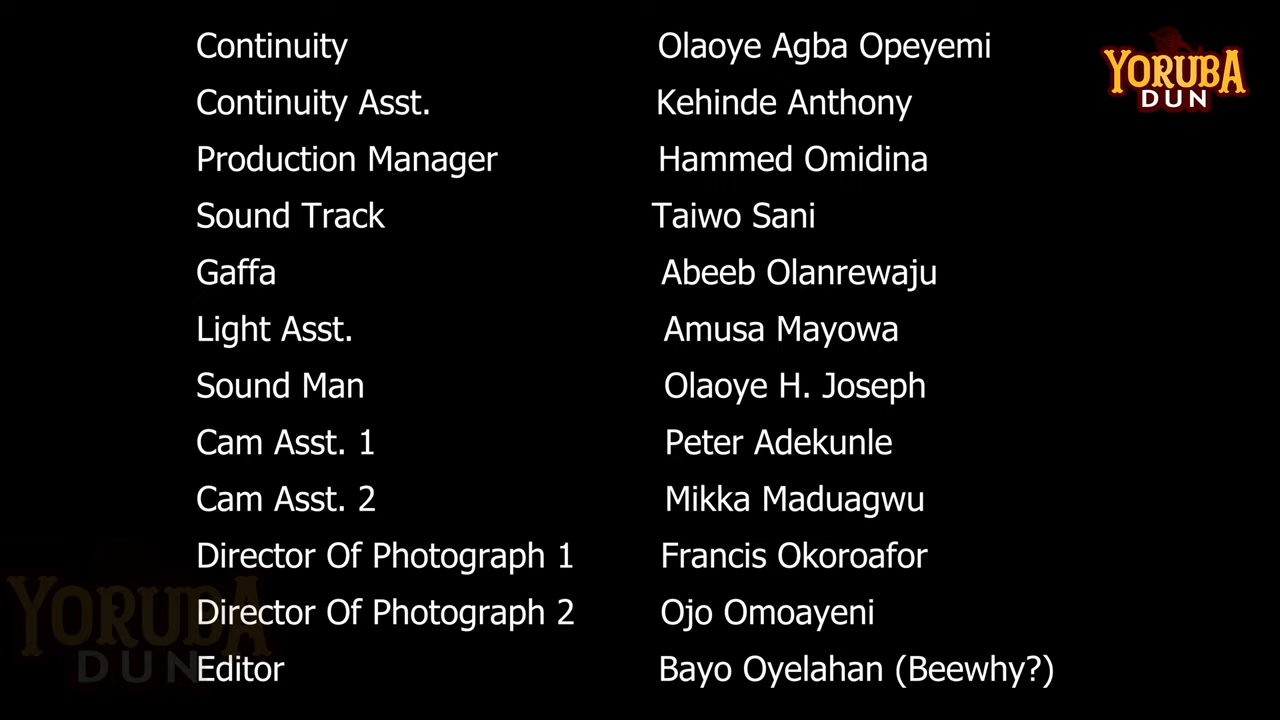 Continuity Olaoye Agba Opeyemi
Continuity Asst. Kehinde Anthony
Production Manager Hammed Omidina
Sound Track Taiwo Sani
Gaffa Abeeb Olanrewaju
Light Asst. Amusa Mayowa
Sound Man Olaoye H. Joseph
Cam Asst. 1 Peter Adekunle
Cam Asst. 2 Mikka Maduagwu
Director Of Photograph 1 Francis Okoroafor
Director Of Photograph 2 Ojo Omoayeni
Editor Bayo Oyelahan (Beewhy?)
YORUBA
DUN
YORUBA
DUN